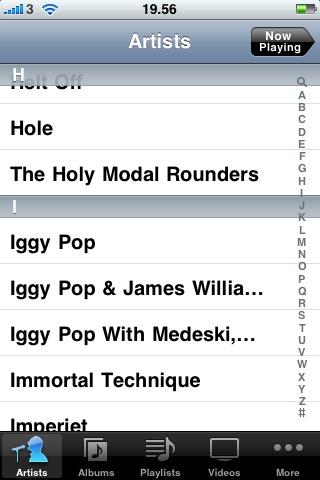 3
19.56
Artists
Now
Playing
H
Helt Off
Hole
The Holy Modal Rounders
I
Iggy Pop
Iggy Pop & James Willia...
Iggy Pop With Medeski,...
Immortal Technique
Imperiet
A
B
C
D
E
F
G
H
I
J
K
L
M
N
O
P
Q
R
S
T
U
V
W
X
Y
Z
#
Artists
Albums
Playlists
Videos
More